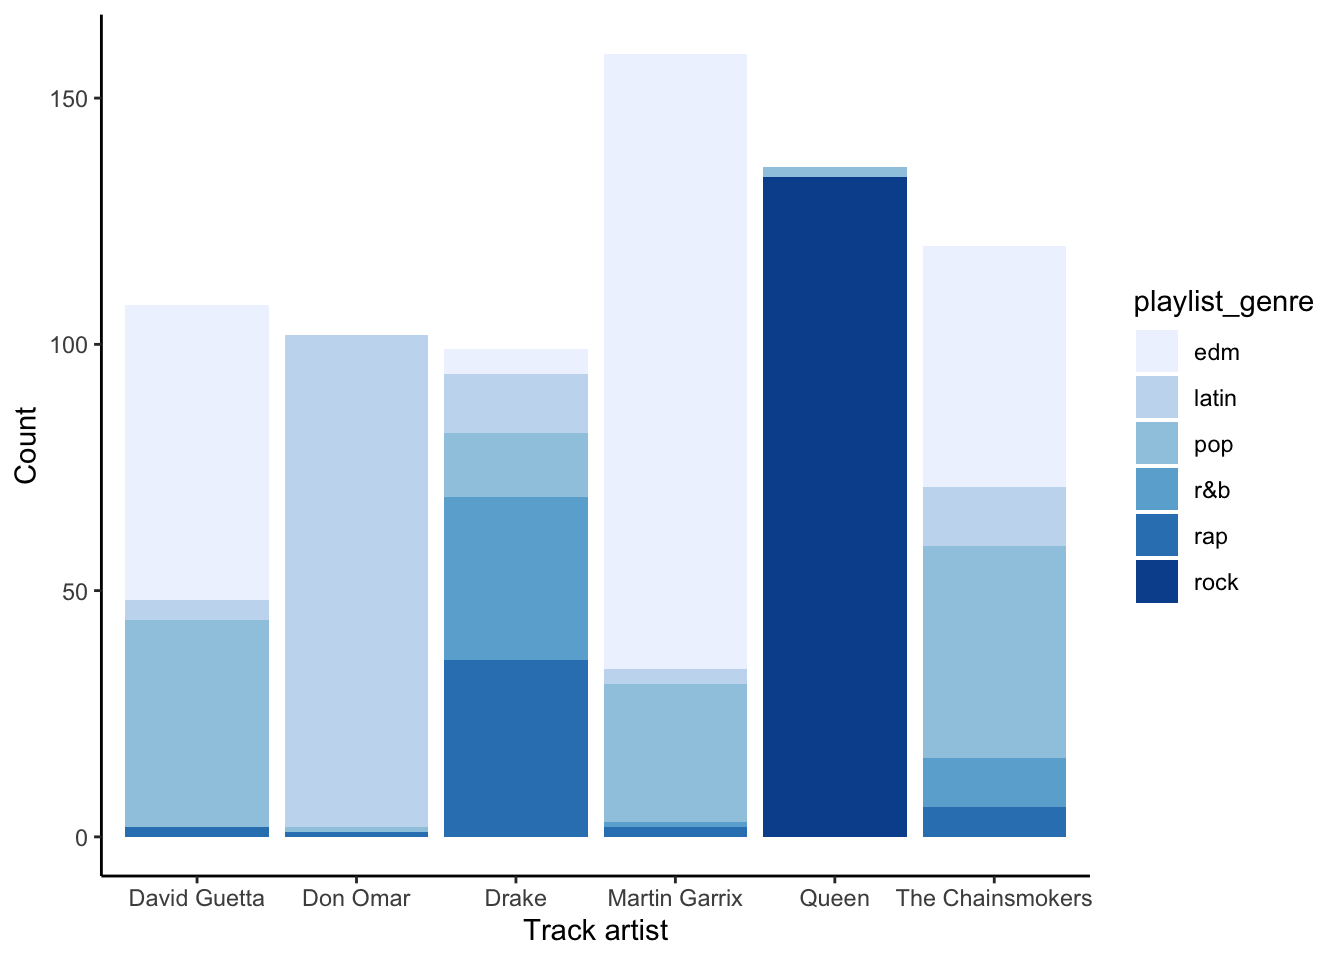 150
100
50
0
Count
David Guetta
Don Omar
Drake
Martin Garrix
Queen
The Chainsmokers
Track artist
playlist_genre
edm
latin
pop
r&b
rap
rock